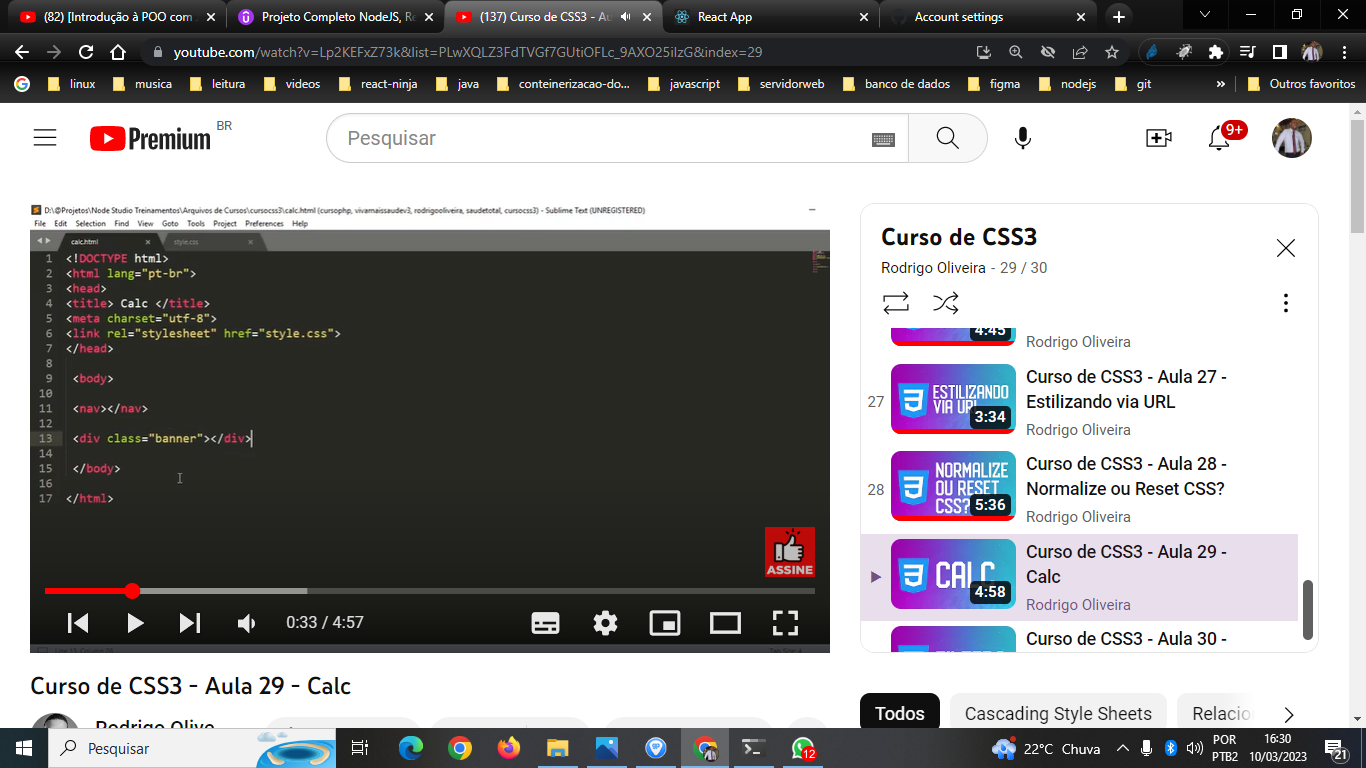 (82) [Introdução à POO com
Projeto Completo NodeJS, Re
(137) Curso de CSS3 - Au
React App
Account settings
youtube.com/watch?v=Lp2KEFxZ73k&list=PLwXQLZ3FdTVGf7GUtiOFLc_9AXO25iIzG&index=29
linux
musica
leitura
videos
react-ninja
java
conteinerizacao-do...
javascript
servidorweb
banco de dados
figma
nodejs
git
»
Outros favoritos
Premium
BR
Pesquisar
9+
D:\@Projetos\Node Studio Treinamentos\Arquivos de Cursos\cursocss3\calc.html (cursophp, vivamaissaudev3, rodrigooliveira, saudetotal, cursocss3) - Sublime Text (UNREGISTERED)
File Edit Selection Find View Goto Tools Project Preferences Help
calc.html
style.css
1 <!DOCTYPE html>
2 <html lang="pt-br">
3 <head>
4 <title> Calc </title>
5 <meta charset="utf-8">
6 <link rel="stylesheet" href="style.css">
7 </head>
8
9 <body>
10
11 <nav></nav>
12
13 <div class="banner"></div>
14
15 </body>
16
17 </html>
ASSINE
0:33 / 4:57
Curso de CSS3 - Aula 29 - Calc
Curso de CSS3
Rodrigo Oliveira - 29 / 30
4:45
Rodrigo Oliveira
27
ESTILIZANDO
VIA URL
3:34
Curso de CSS3 - Aula 27 -
Estilizando via URL
Rodrigo Oliveira
28
NORMALIZE
OU RESET
CSS?
5:36
Curso de CSS3 - Aula 28 -
Normalize ou Reset CSS?
Rodrigo Oliveira
CALC
4:58
Curso de CSS3 - Aula 29 -
Calc
Rodrigo Oliveira
Curso de CSS3 - Aula 30 -
Todos
Cascading Style Sheets
Relacio
Rodrigo Olive
Pesquisar
12
22°C Chuva
POR
PTB2
16:30
10/03/2023
21